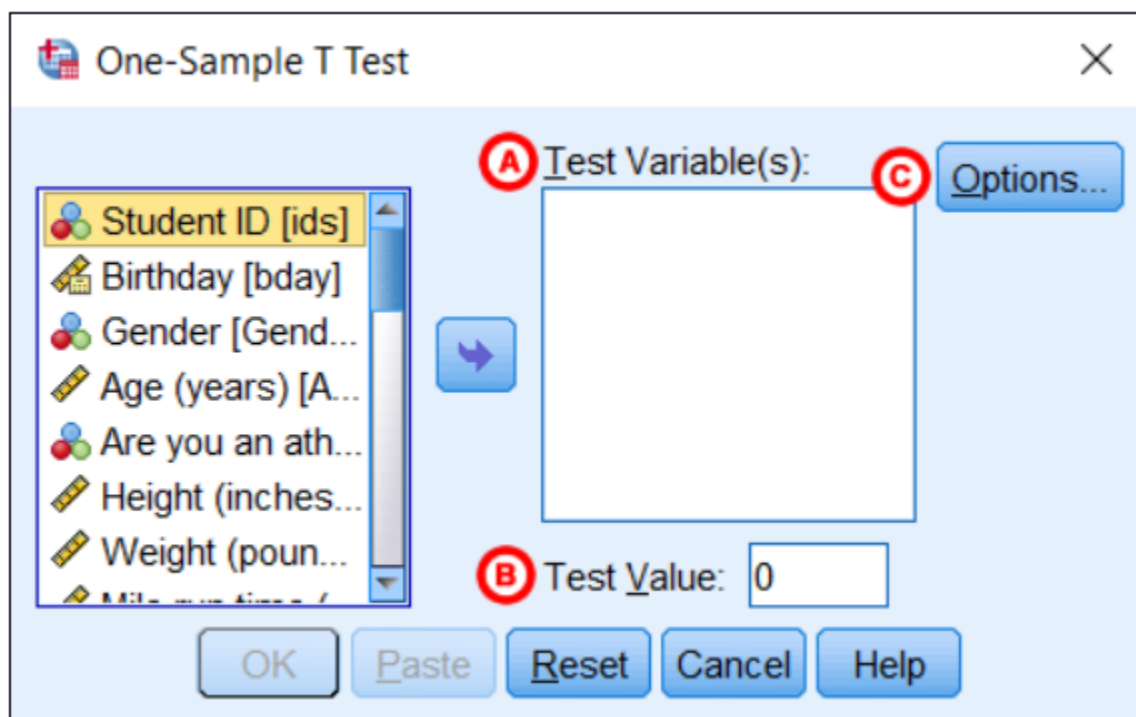 One-Sample T Test
A Test Variable(s):
C Options...
Student ID [ids]
Birthday [bday]
Gender [Gend...
Age (years) [A...
Are you an ath...
Height (inches...
Weight (poun...
B Test Value: 0
OK Paste Reset Cancel Help